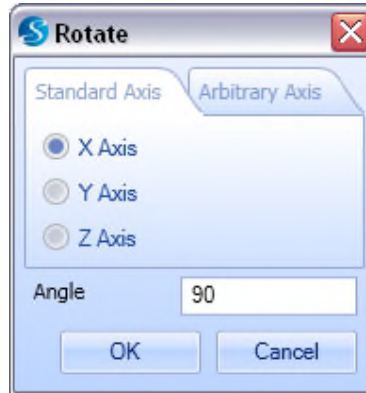 Rotate
Standard Axis Arbitrary Axis
X Axis
Y Axis
Z Axis
Angle 90
OK Cancel